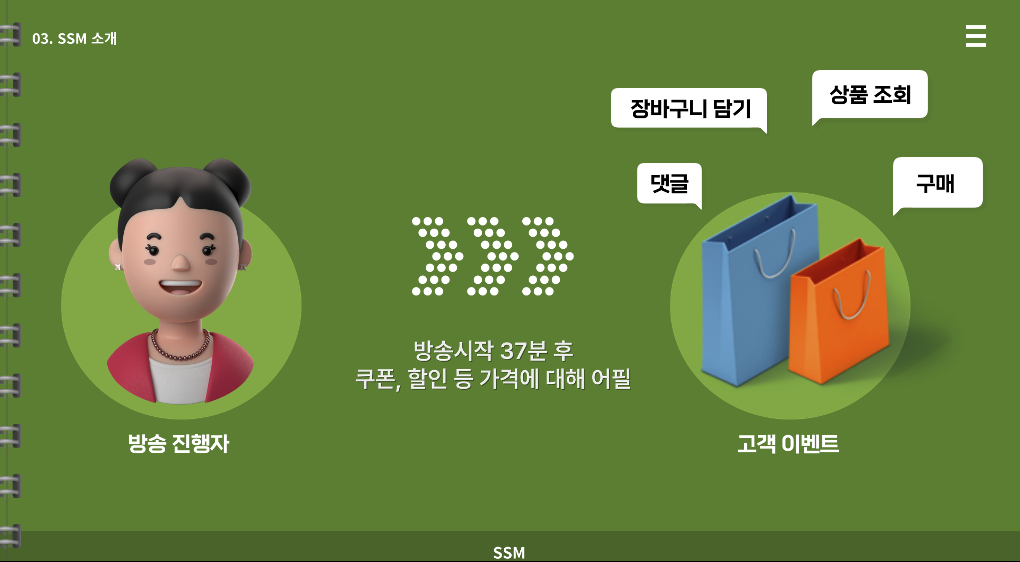 03. SSM 소개
장바구니 담기
상품 조회
댓글
구매
방송시작 37분 후
쿠폰, 할인 등 가격에 대해 어필
방송 진행자
고객 이벤트
SSM